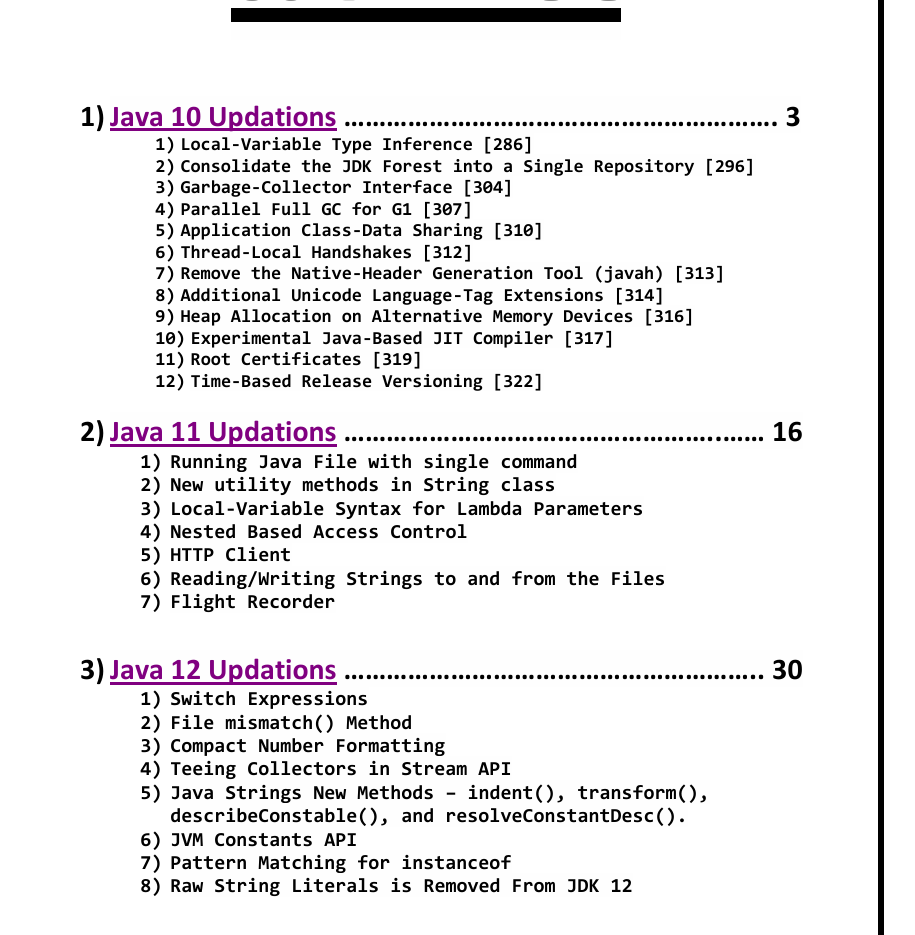 1) Java 10 Updations ……………………………………………………. 3
1) Local-Variable Type Inference [286]
2) Consolidate the JDK Forest into a Single Repository [296]
3) Garbage-Collector Interface [304]
4) Parallel Full GC for G1 [307]
5) Application Class-Data Sharing [310]
6) Thread-Local Handshakes [312]
7) Remove the Native-Header Generation Tool (javah) [313]
8) Additional Unicode Language-Tag Extensions [314]
9) Heap Allocation on Alternative Memory Devices [316]
10) Experimental Java-Based JIT Compiler [317]
11) Root Certificates [319]
12) Time-Based Release Versioning [322]
2) Java 11 Updations …………………………………………….…… 16
1) Running Java File with single command
2) New utility methods in String class
3) Local-Variable Syntax for Lambda Parameters
4) Nested Based Access Control
5) HTTP Client
6) Reading/Writing Strings to and from the Files
7) Flight Recorder
3) Java 12 Updations ………………………………………………….. 30
1) Switch Expressions
2) File mismatch() Method
3) Compact Number Formatting
4) Teeing Collectors in Stream API
5) Java Strings New Methods – indent(), transform(),
describeConstable(), and resolveConstantDesc().
6) JVM Constants API
7) Pattern Matching for instanceof
8) Raw String Literals is Removed From JDK 12